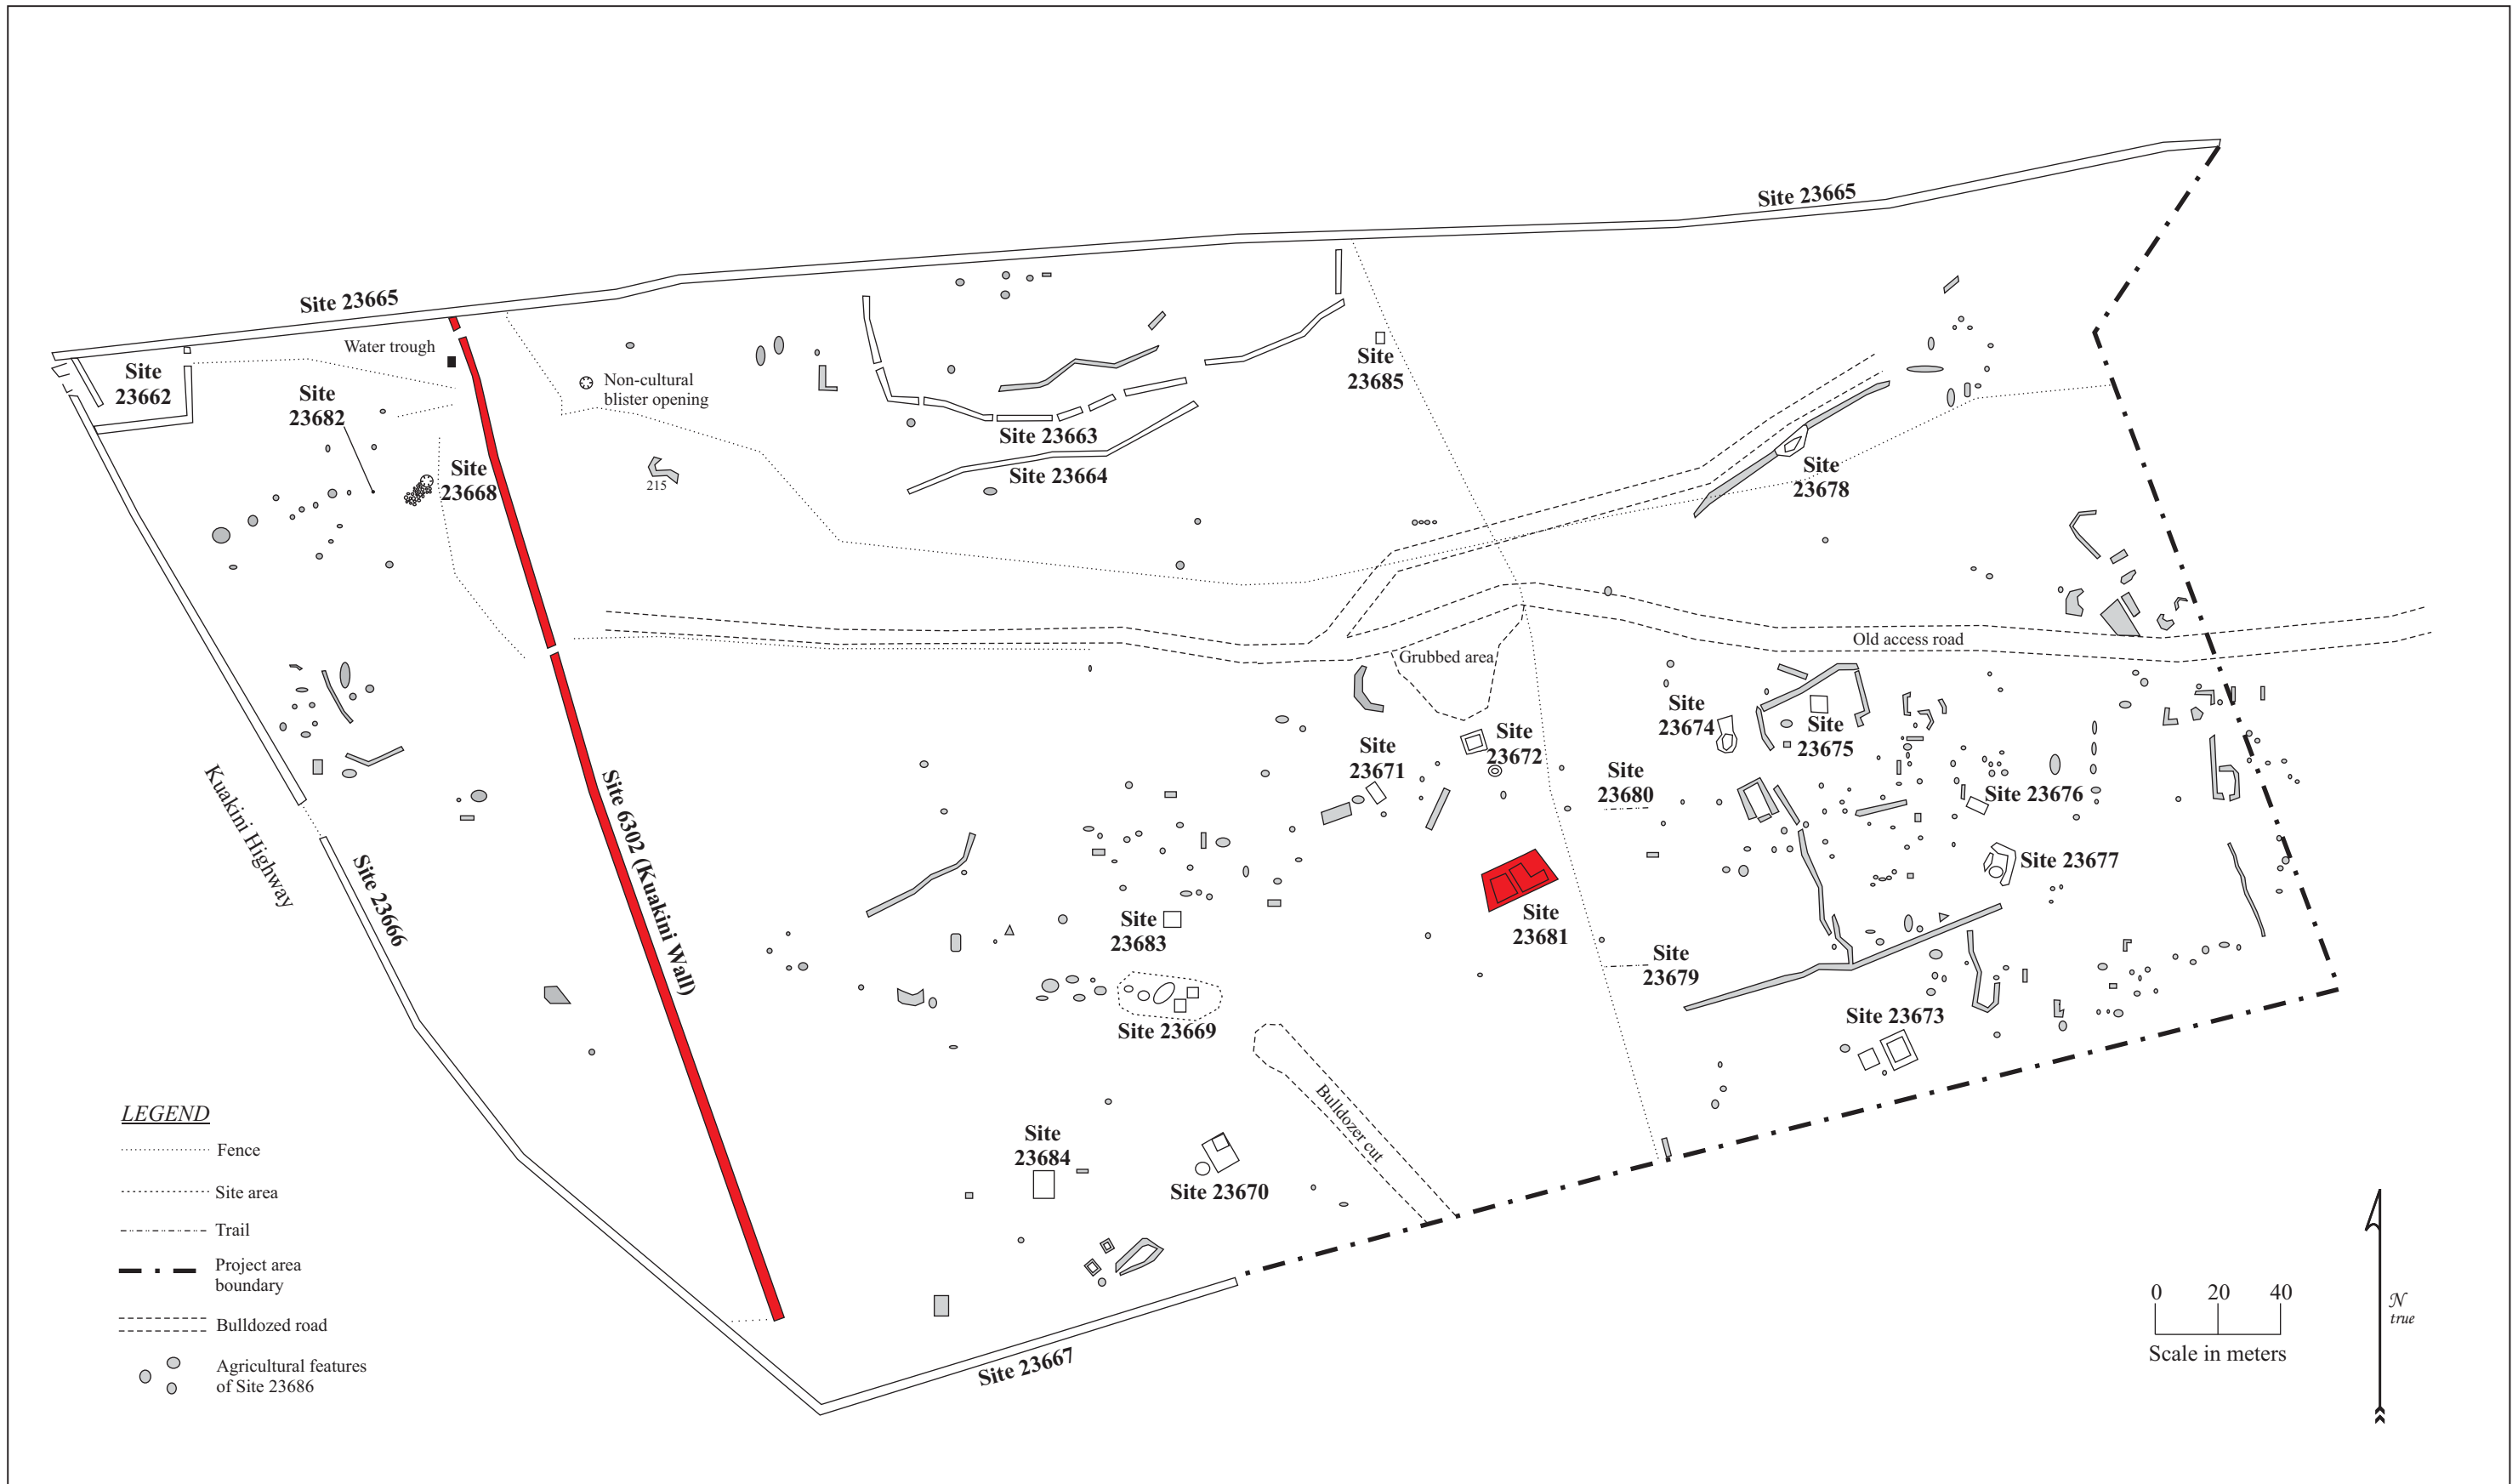 Site 23665
Site 23665
Water trough
Site
23662
Site
23682
Non-cultural
blister opening
Site
23685
Site 23663
Site 23664
Site
23668
215
Site
23678
Old access road
Grubbed area
Site
23674
Site
23675
Site
23672
Site
23671
Site
23680
Site 23676
Kuakini Highway
Site 6302 (Kuakini Wall)
Site 23666
Site 23677
Site
23683
Site
23681
Site
23679
Site 23669
Site 23673
Bulldozer cut
Site
23684
Site 23670
Site 23667
LEGEND
Fence
Site area
Trail
Project area
boundary
Bulldozed road
Agricultural features
of Site 23686
0 20 40
Scale in meters
N
true